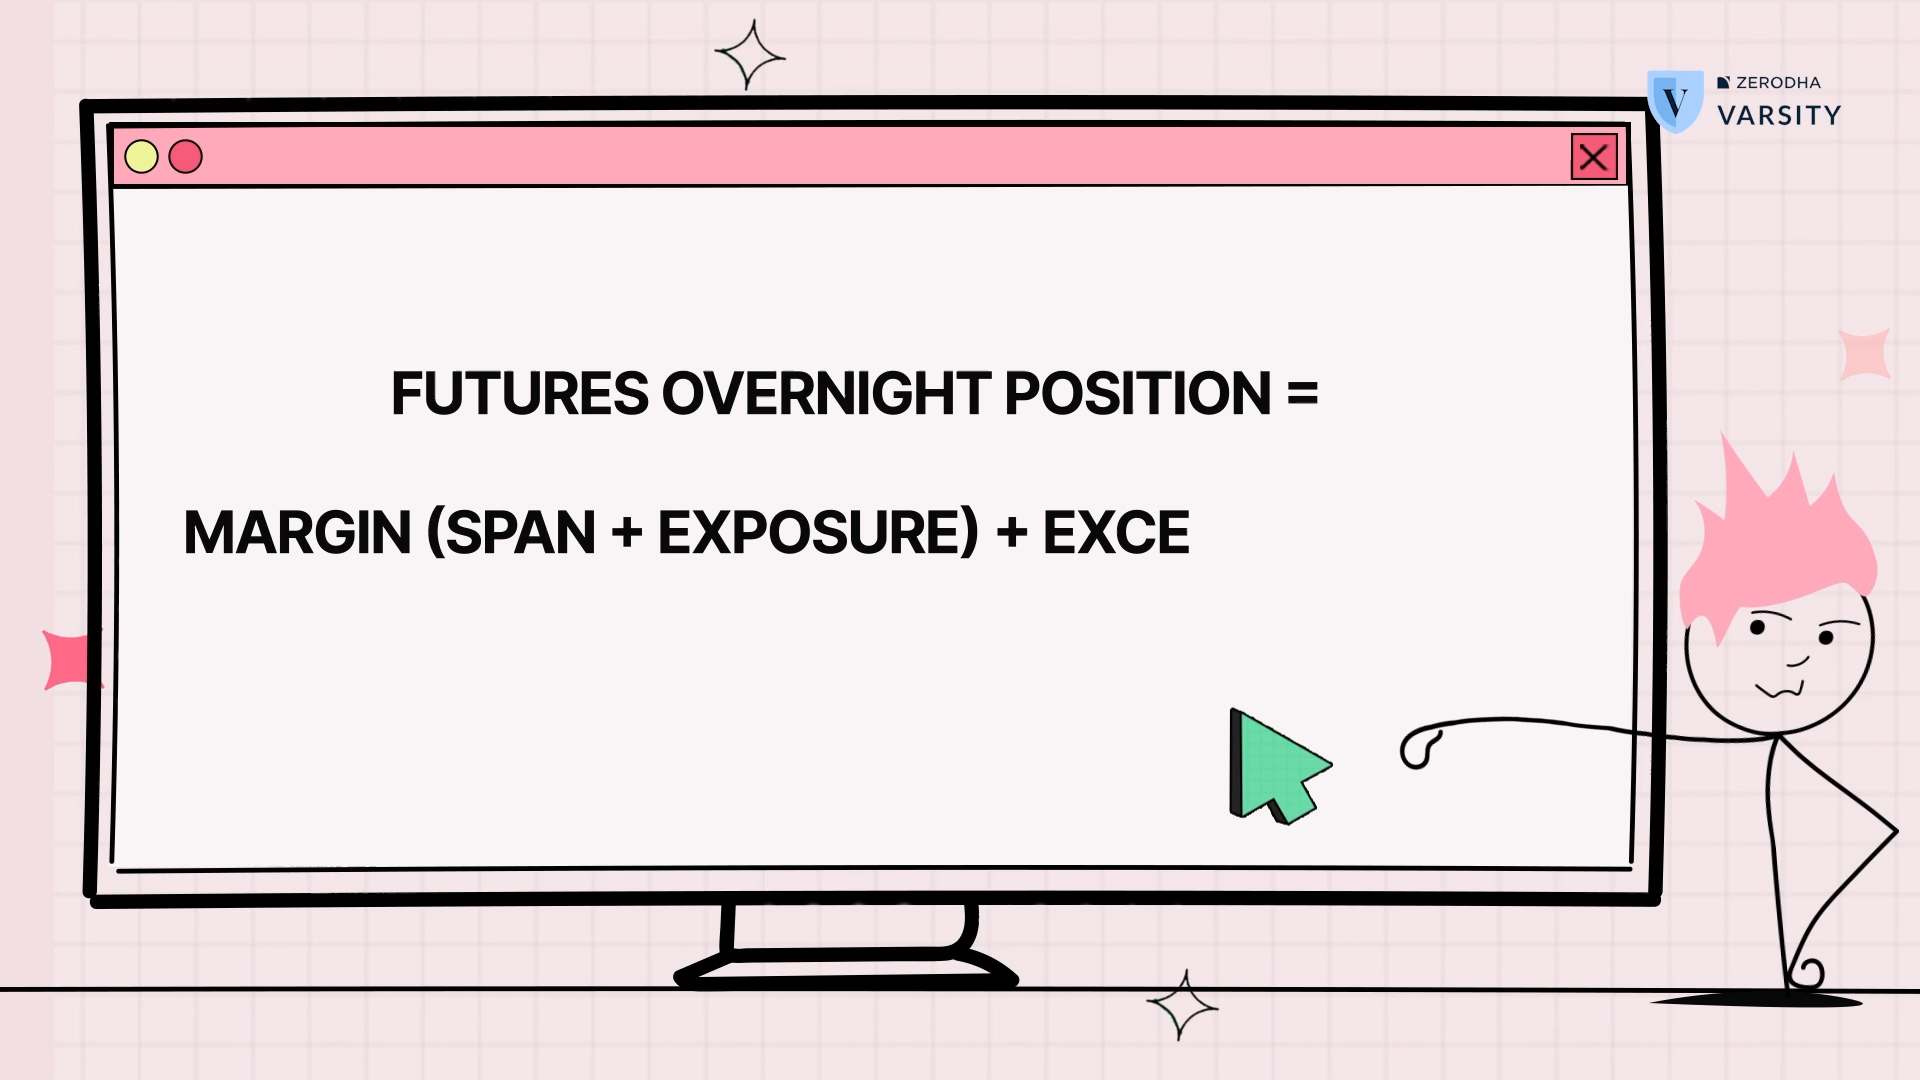 ZERODHA
VARSITY
FUTURES OVERNIGHT POSITION =
MARGIN (SPAN + EXPOSURE) + EXCE